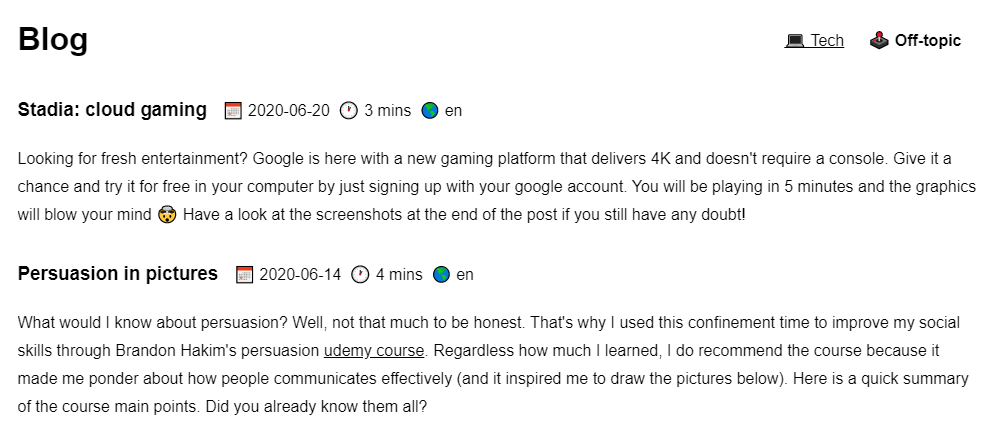 Blog
Tech Off-topic
Stadia: cloud gaming 2020-06-20 3 mins en
Looking for fresh entertainment? Google is here with a new gaming platform that delivers 4K and doesn't require a console. Give it a
chance and try it for free in your computer by just signing up with your google account. You will be playing in 5 minutes and the graphics
will blow your mind 🤯 Have a look at the screenshots at the end of the post if you still have any doubt!
Persuasion in pictures 2020-06-14 4 mins en
What would I know about persuasion? Well, not that much to be honest. That's why I used this confinement time to improve my social
skills through Brandon Hakim's persuasion udemy course. Regardless how much I learned, I do recommend the course because it
made me ponder about how people communicates effectively (and it inspired me to draw the pictures below). Here is a quick summary
of the course main points. Did you already know them all?